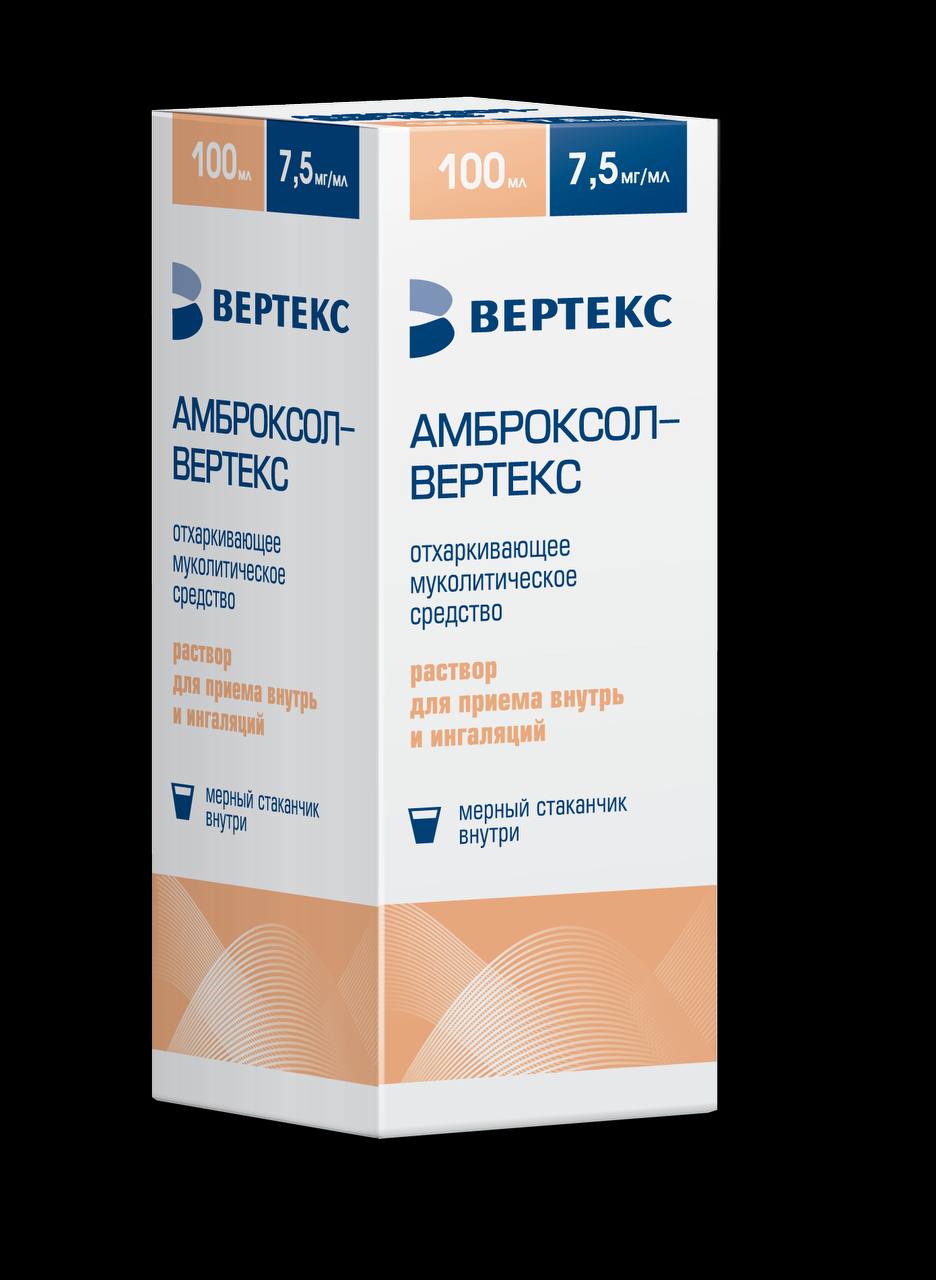 100 мл 7,5 мг/мл
ВЕРТЕКС
АМБРОКСОЛ–
ВЕРТЕКС
отхаркивающее
муколитическое
средство
раствор
для приема внутрь
и ингаляций
мерный стаканчик
внутри
100 мл 7,5 мг/мл
ВЕРТЕКС
АМБРОКСОЛ–
ВЕРТЕКС
отхаркивающее
муколитическое
средство
раствор
для приема внутрь
и ингаляций
мерный стаканчик
внутри